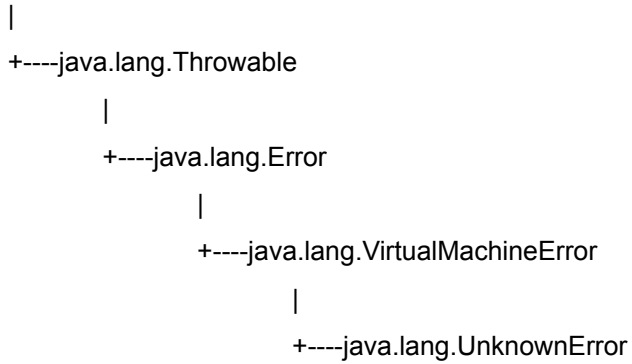 |
+----java.lang.Throwable
|
+----java.lang.Error
|
+----java.lang.VirtualMachineError
|
+----java.lang.UnknownError